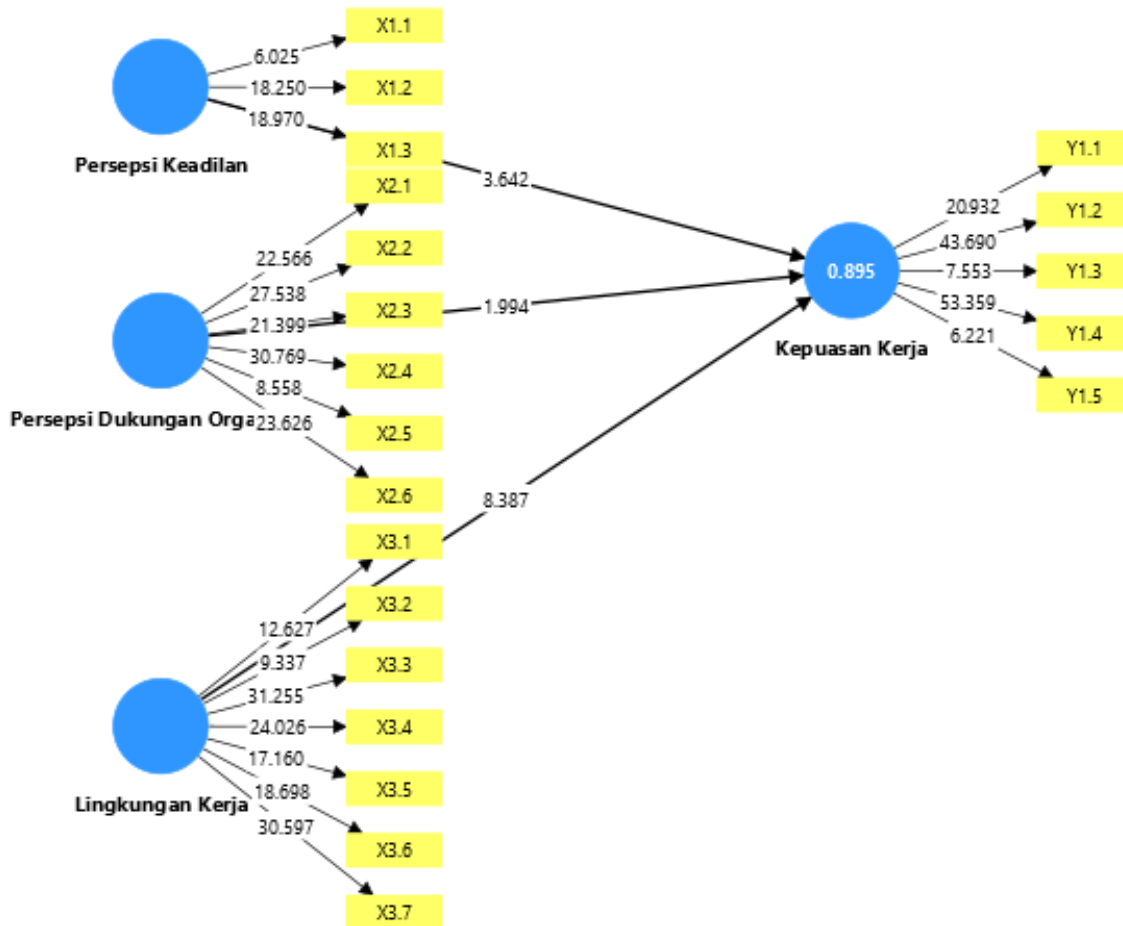 X1.1
6.025
18.250
X1.2
18.970
X1.3
Persepsi Keadilan
3.642
X2.1
22.566
X2.2
27.538
21.399
X2.3
1.994
30.769
X2.4
8.558
Persepsi Dukungan Orga
23.626
X2.5
X2.6
X3.1
8.387
12.627
X3.2
9.337
X3.3
31.255
24.026
X3.4
17.160
X3.5
18.698
Lingkungan Kerja
30.597
X3.6
X3.7
0.895
Kepuasan Kerja
Y1.1
20.932
Y1.2
43.690
7.553
Y1.3
53.359
Y1.4
6.221
Y1.5